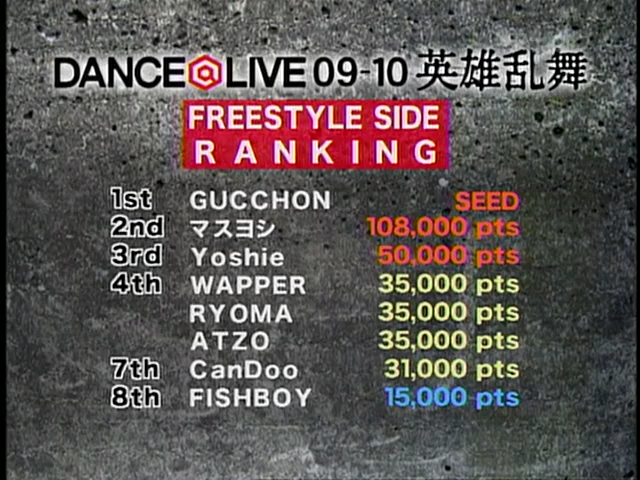 DANCE@LIVE 09-10 英雄乱舞
FREESTYLE SIDE
RANKING
1st GUCCHON SEED
2nd マスヨシ 108,000 pts
3rd Yoshie 50,000 pts
4th WAPPER 35,000 pts
RYOMA 35,000 pts
ATZO 35,000 pts
7th CanDoo 31,000 pts
8th FISHBOY 15,000 pts